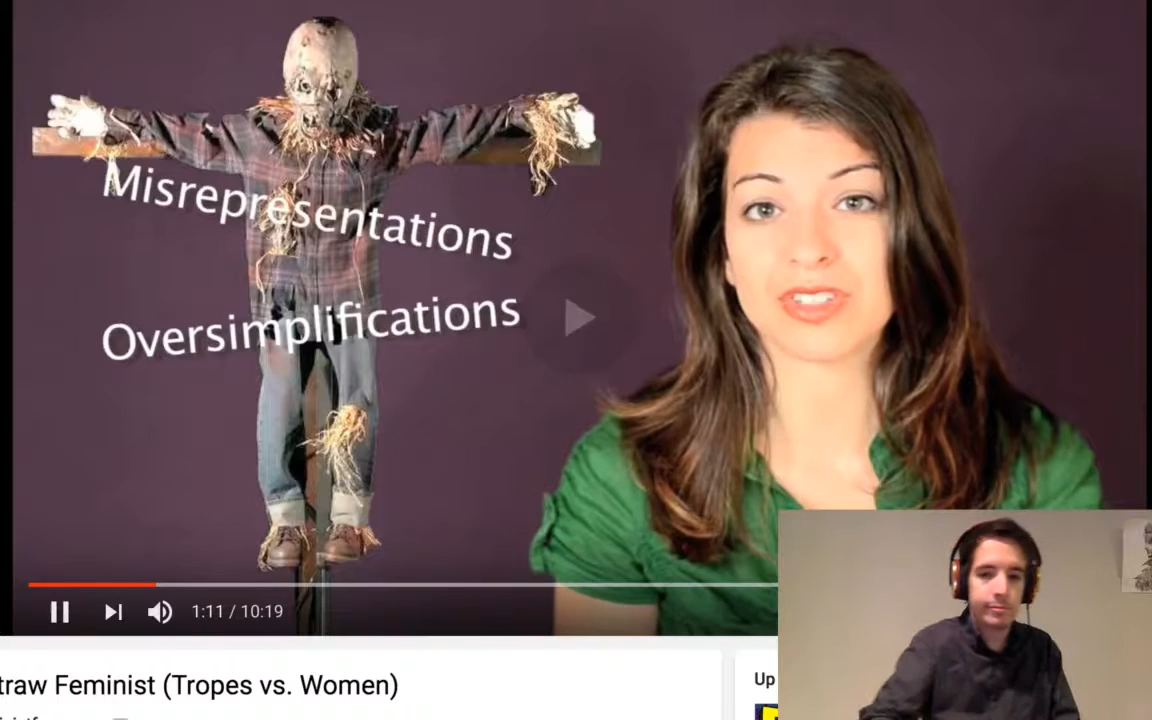 Misrepresentations
Oversimplifications
1:11 / 10:19
traw Feminist (Tropes vs. Women)
Up